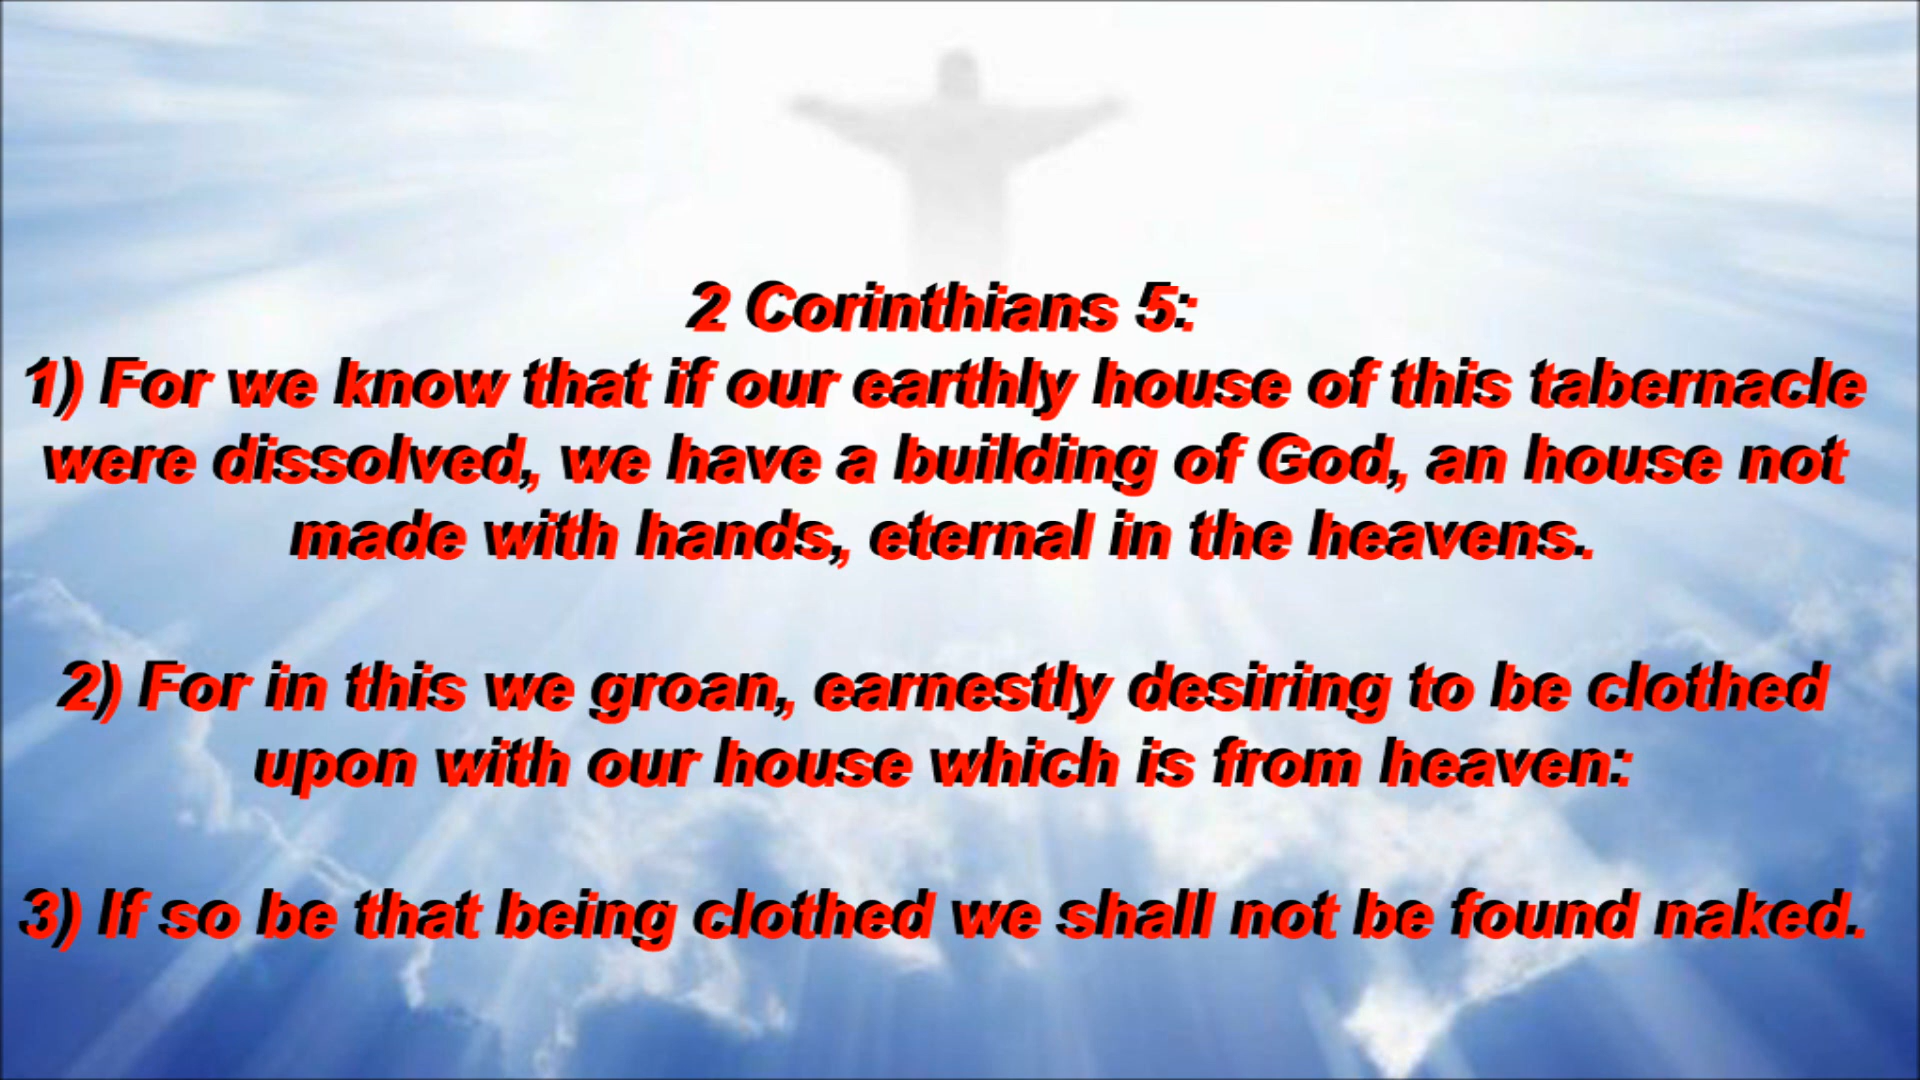 2 Corinthians 5:
1) For we know that if our earthly house of this tabernacle
were dissolved, we have a building of God, an house not
made with hands, eternal in the heavens.
2) For in this we groan, earnestly desiring to be clothed
upon with our house which is from heaven:
3) If so be that being clothed we shall not be found naked.